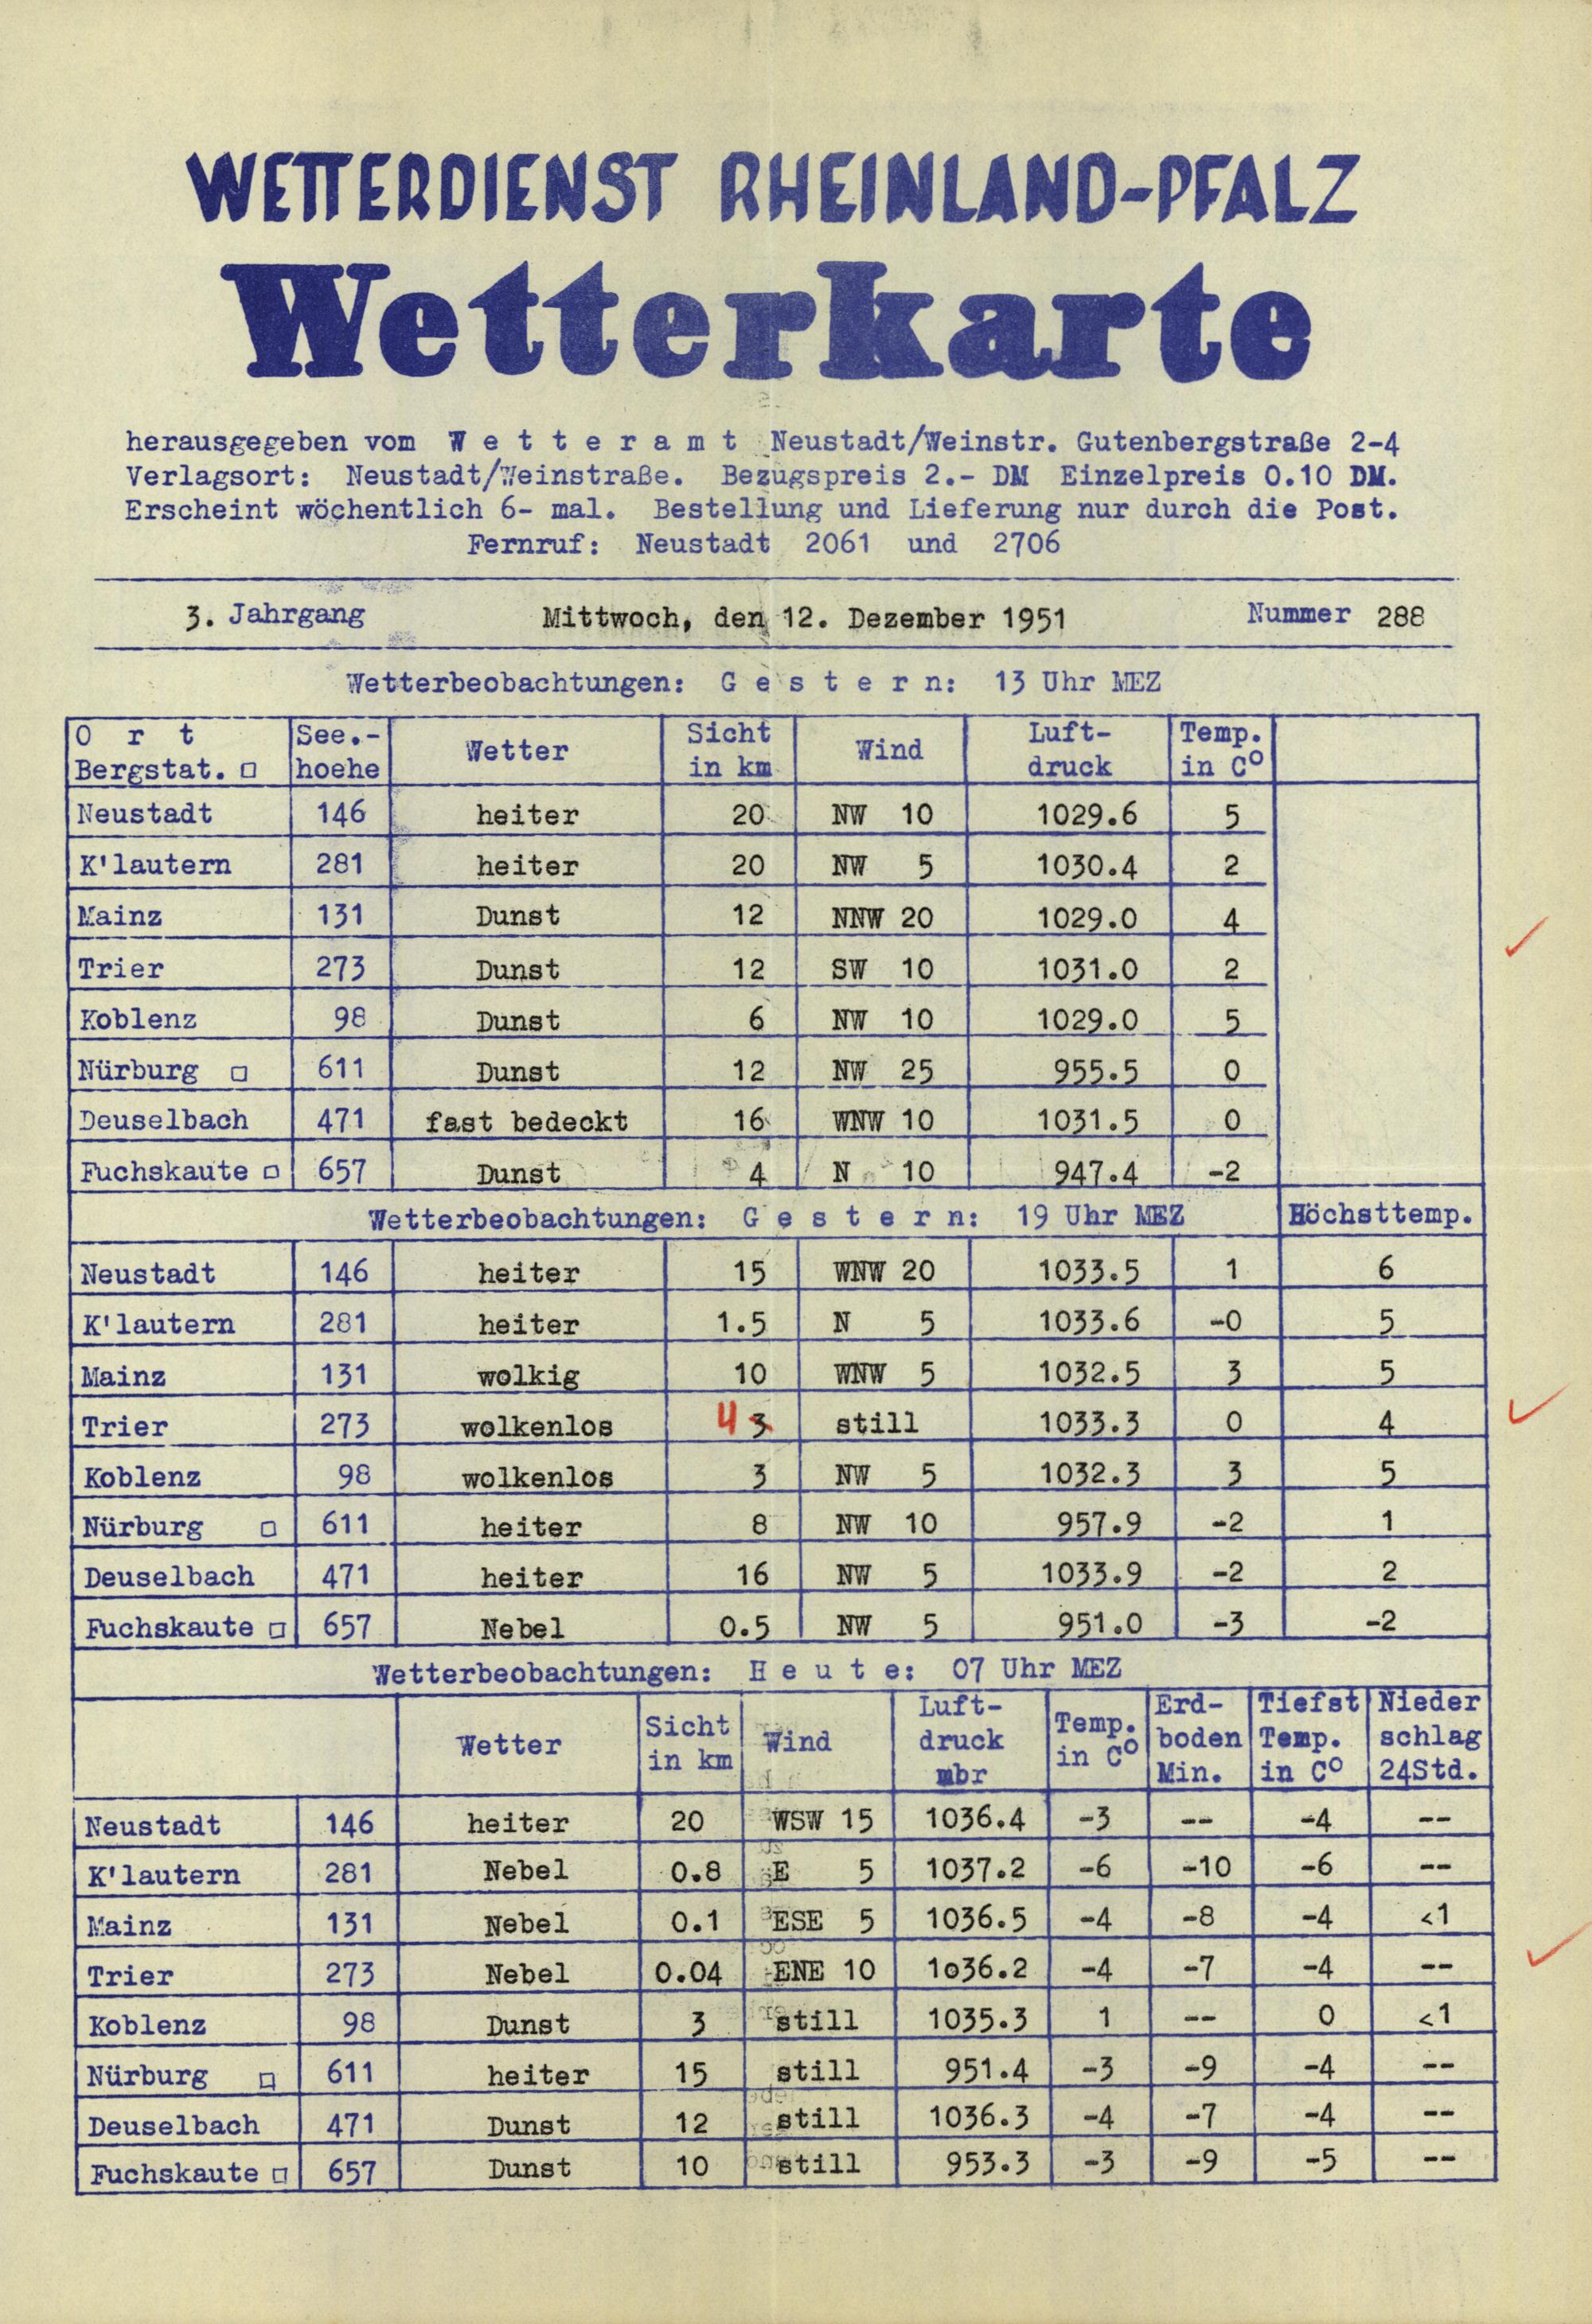 WETTERDIENST RHEINLAND-PFALZ
Wetterkarte
herausgegeben vom W e t t e r a m t Neustadt/Weinstr. Gutenbergstraße 2-4
Verlagsort: Neustadt/Weinstraße. Bezugspreis 2.- DM Einzelpreis 0.10 DM.
Erscheint wöchentlich 6- mal. Bestellung und Lieferung nur durch die Post.
Fernruf: Neustadt 2061 und 2706
3. Jahrgang Mittwoch, den 12. Dezember 1951 Nummer 288
Wetterbeobachtungen: G e s t e r n: 13 Uhr MEZ
O r t See.- Wetter Sicht Wind Luft- Temp.
Bergstat. □ hoehe in km druck in C°
Neustadt 146 heiter 20 NW 10 1029.6 5
K'lautern 281 heiter 20 NW 5 1030.4 2
Mainz 131 Dunst 12 NNW 20 1029.0 4
Trier 273 Dunst 12 SW 10 1031.0 2
Koblenz 98 Dunst 6 NW 10 1029.0 5
Nürburg □ 611 Dunst 12 NW 25 955.5 0
Deuselbach 471 fast bedeckt 16 WNW 10 1031.5 0
Fuchskaute □ 657 Dunst 4 N 10 947.4 -2
Wetterbeobachtungen: G e s t e r n: 19 Uhr MEZ Höchsttemp.
Neustadt 146 heiter 15 WNW 20 1033.5 1 6
K'lautern 281 heiter 1.5 N 5 1033.6 -0 5
Mainz 131 wolkig 10 WNW 5 1032.5 3 5
Trier 273 wolkenlos 4 3 still 1033.3 0 4
Koblenz 98 wolkenlos 3 NW 5 1032.3 3 5
Nürburg □ 611 heiter 8 NW 10 957.9 -2 1
Deuselbach 471 heiter 16 NW 5 1033.9 -2 2
Fuchskaute □ 657 Nebel 0.5 NW 5 951.0 -3 -2
Wetterbeobachtungen: H e u t e: 07 Uhr MEZ
Wetter Sicht Wind Luft- Temp. Erd- Tiefst Nieder
in km druck in C° boden Temp. schlag
mbr Min. in C° 24Std.
Neustadt 146 heiter 20 WSW 15 1036.4 -3 -- -4 --
K'lautern 281 Nebel 0.8 E 5 1037.2 -6 -10 -6 --
Mainz 131 Nebel 0.1 ESE 5 1036.5 -4 -8 -4 <1
Trier 273 Nebel 0.04 ENE 10 1036.2 -4 -7 -4 --
Koblenz 98 Dunst 3 still 1035.3 1 -- 0 <1
Nürburg □ 611 heiter 15 still 951.4 -3 -9 -4 --
Deuselbach 471 Dunst 12 still 1036.3 -4 -7 -4 --
Fuchskaute □ 657 Dunst 10 still 953.3 -3 -9 -5 --